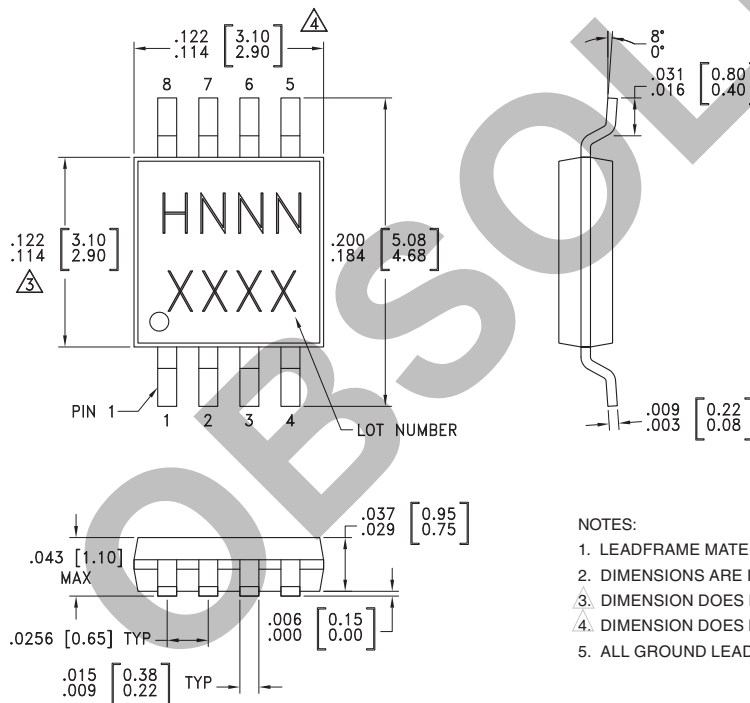 .122 [3.10]
.114 [2.90]
4
8 7 6 5
HNNN
XXXX
.122 [3.10]
.114 [2.90]
3
.200 [5.08]
.184 [4.68]
PIN 1
1 2 3 4
LOT NUMBER
8°
0°
.031 [0.80]
.016 [0.40]
.009 [0.22]
.003 [0.08]
.037 [0.95]
.029 [0.75]
.043 [1.10]
MAX
.006 [0.15]
.000 [0.00]
.0256 [0.65] TYP
.015 [0.38]
.009 [0.22]
TYP
NOTES:
1. LEADFRAME MATE
2. DIMENSIONS ARE
3. DIMENSION DOES
4. DIMENSION DOES
5. ALL GROUND LEAD
OBSOL